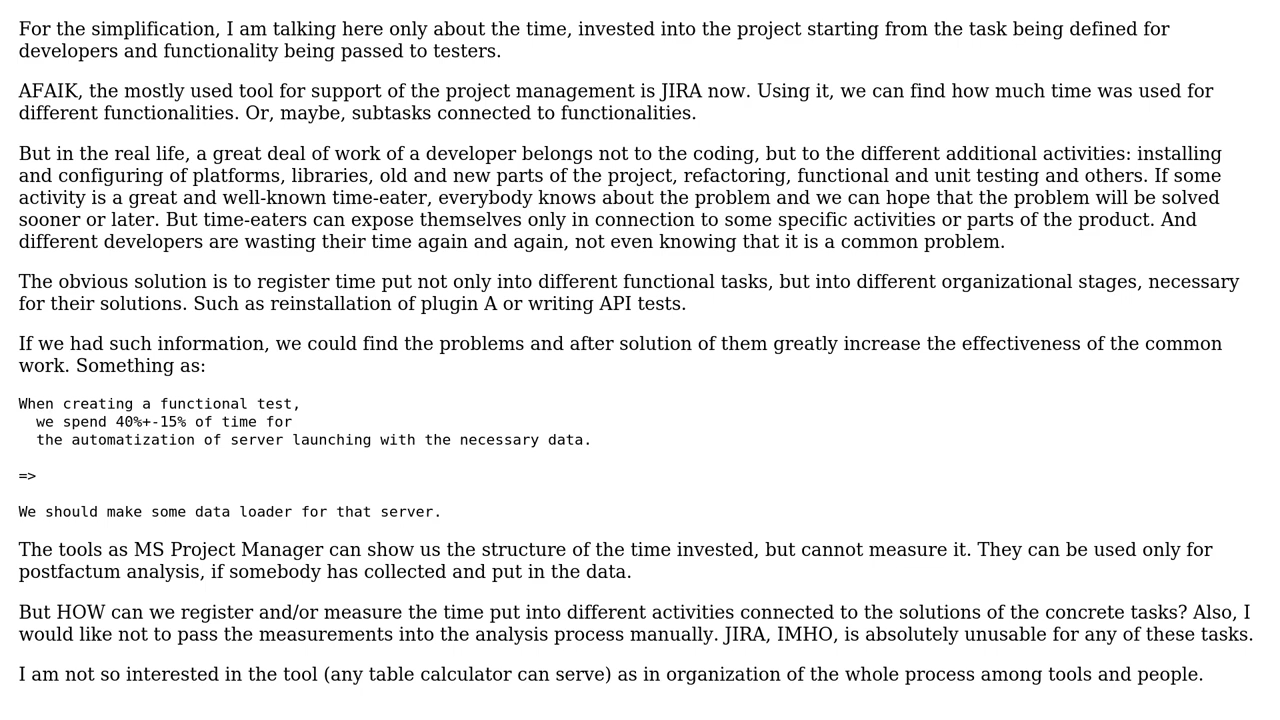 For the simplification, I am talking here only about the time, invested into the project starting from the task being defined for
developers and functionality being passed to testers.
AFAIK, the mostly used tool for support of the project management is JIRA now. Using it, we can find how much time was used for
different functionalities. Or, maybe, subtasks connected to functionalities.
But in the real life, a great deal of work of a developer belongs not to the coding, but to the different additional activities: installing
and configuring of platforms, libraries, old and new parts of the project, refactoring, functional and unit testing and others. If some
activity is a great and well-known time-eater, everybody knows about the problem and we can hope that the problem will be solved
sooner or later. But time-eaters can expose themselves only in connection to some specific activities or parts of the product. And
different developers are wasting their time again and again, not even knowing that it is a common problem.
The obvious solution is to register time put not only into different functional tasks, but into different organizational stages, necessary
for their solutions. Such as reinstallation of plugin A or writing API tests.
If we had such information, we could find the problems and after solution of them greatly increase the effectiveness of the common
work. Something as:
When creating a functional test,
  we spend 40%+-15% of time for
  the automatization of server launching with the necessary data.
=>
We should make some data loader for that server.
The tools as MS Project Manager can show us the structure of the time invested, but cannot measure it. They can be used only for
postfactum analysis, if somebody has collected and put in the data.
But HOW can we register and/or measure the time put into different activities connected to the solutions of the concrete tasks? Also, I
would like not to pass the measurements into the analysis process manually. JIRA, IMHO, is absolutely unusable for any of these tasks.
I am not so interested in the tool (any table calculator can serve) as in organization of the whole process among tools and people.